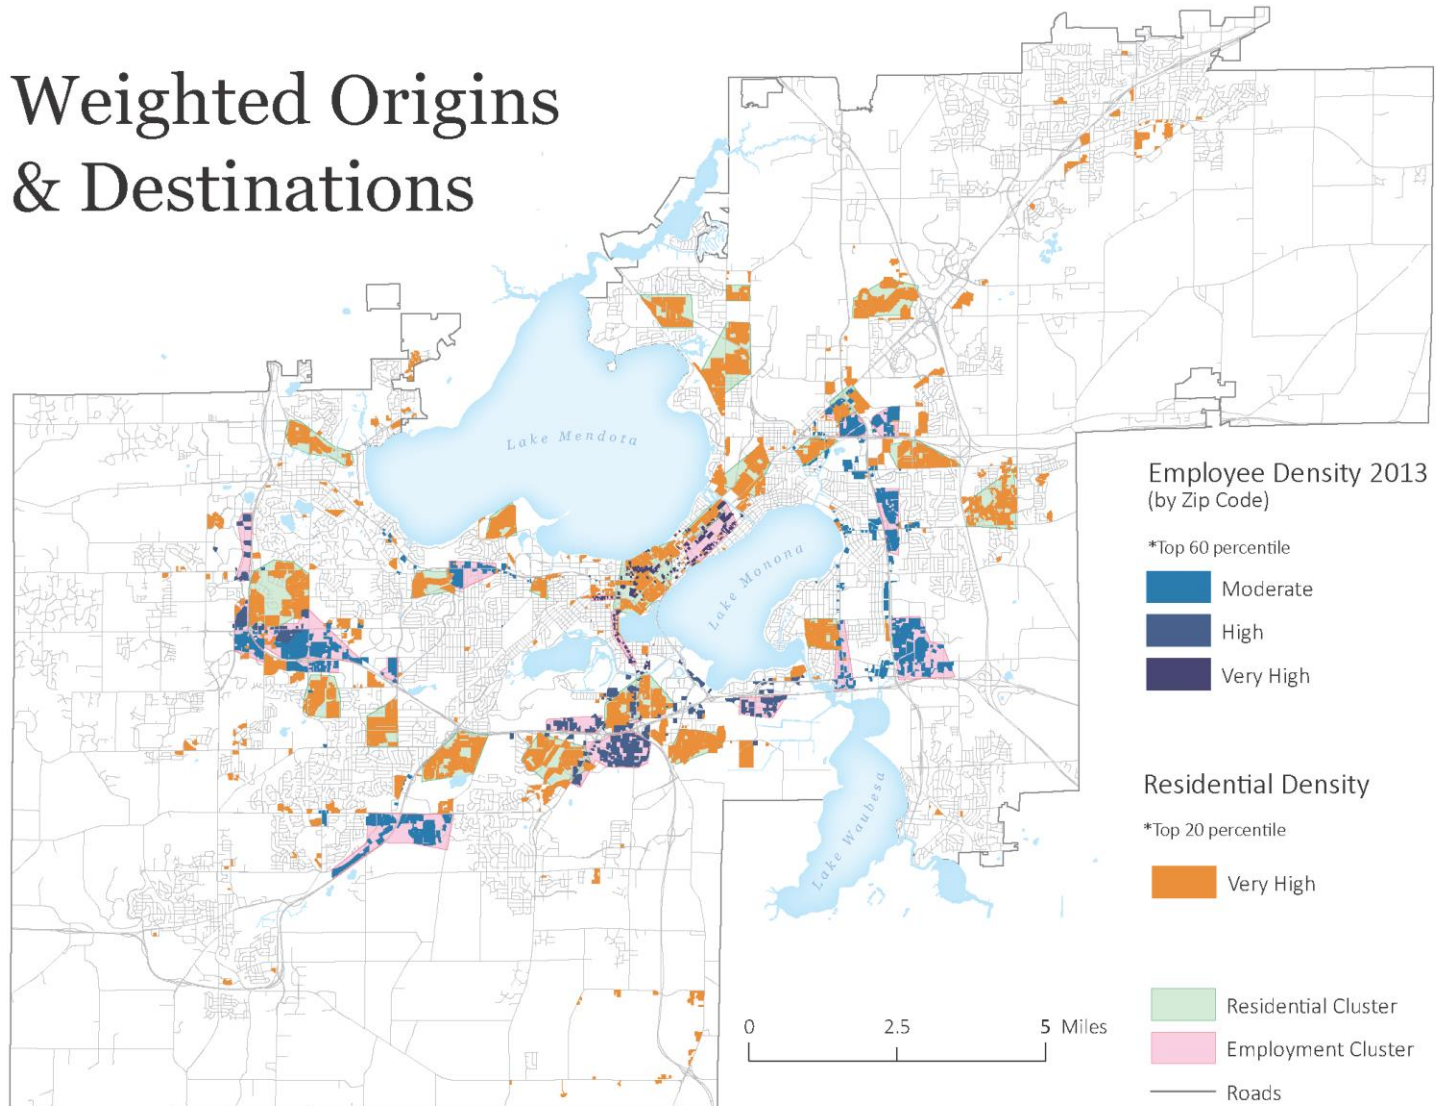 Weighted Origins
& Destinations
Lake Mendota
Lake Monona
Lake Waubesa
Employee Density 2013
(by Zip Code)
*Top 60 percentile
Moderate
High
Very High
Residential Density
*Top 20 percentile
Very High
Residential Cluster
Employment Cluster
Roads
0 2.5 5 Miles